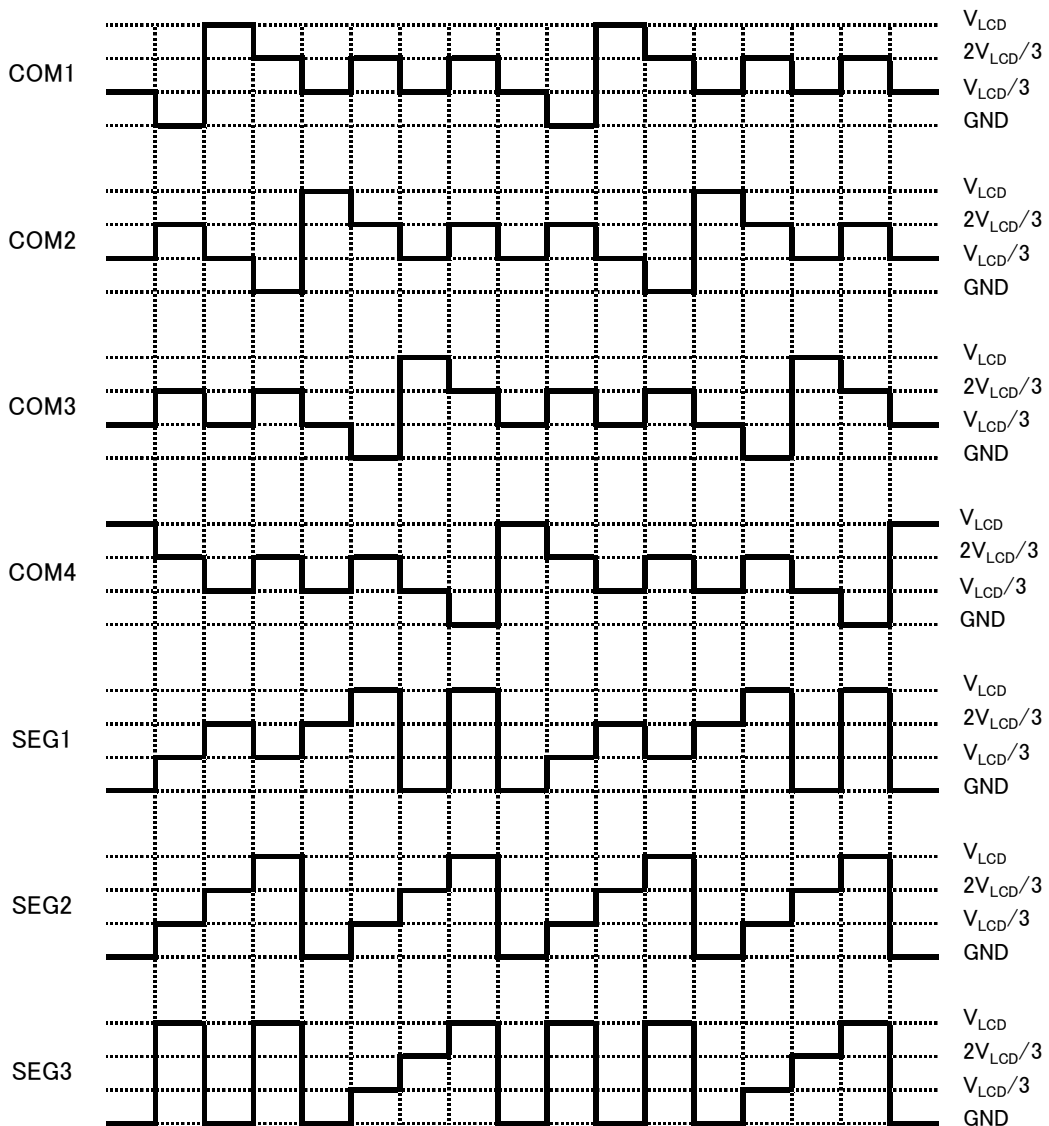 V_LCD
2V_LCD/3
COM1
V_LCD/3
GND
V_LCD
2V_LCD/3
COM2
V_LCD/3
GND
V_LCD
2V_LCD/3
COM3
V_LCD/3
GND
V_LCD
2V_LCD/3
COM4
V_LCD/3
GND
V_LCD
2V_LCD/3
SEG1
V_LCD/3
GND
V_LCD
2V_LCD/3
SEG2
V_LCD/3
GND
V_LCD
2V_LCD/3
SEG3
V_LCD/3
GND